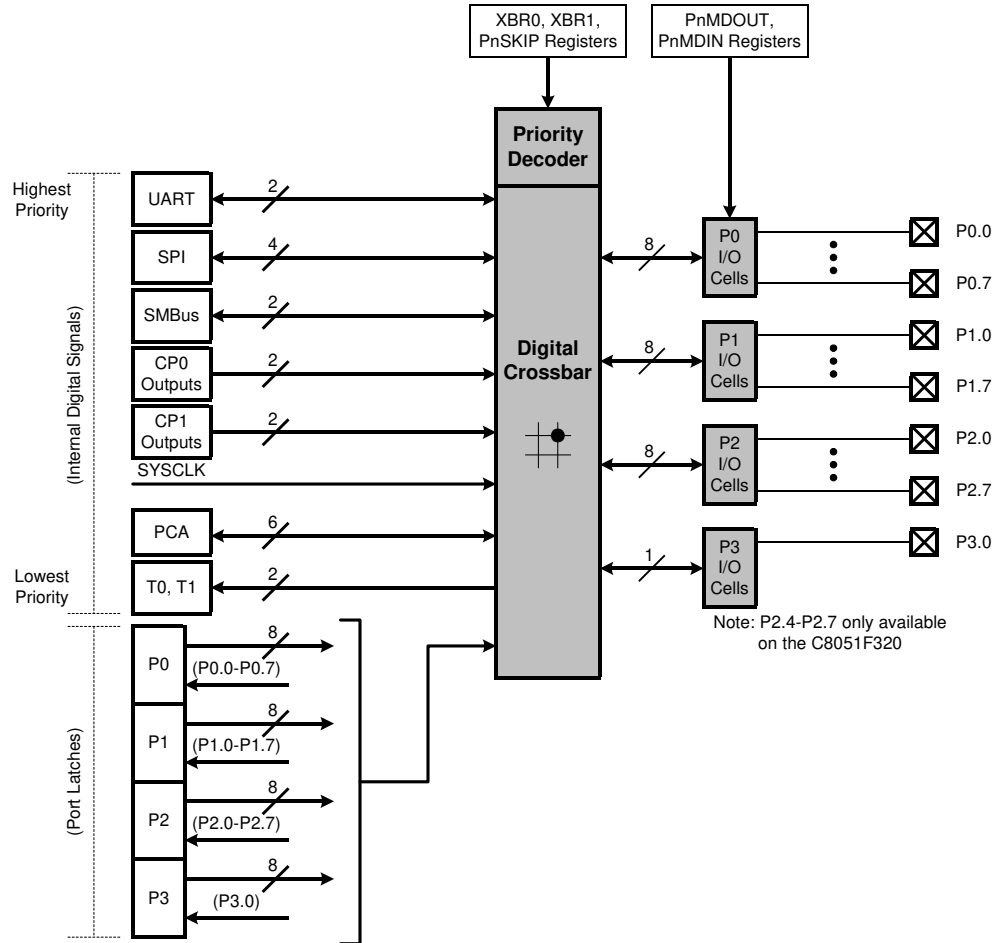 XBR0, XBR1,
PnSKIP Registers
PnMDOUT,
PnMDIN Registers
Priority
Decoder
Highest
Priority
(Internal Digital Signals)
Lowest
Priority
UART
2
SPI
4
SMBus
2
CP0
Outputs
2
CP1
Outputs
2
SYSCLK
PCA
6
T0, T1
2
Digital
Crossbar
8
P0
I/O
Cells
P0.0
P0.7
8
P1
I/O
Cells
P1.0
P1.7
8
P2
I/O
Cells
P2.0
P2.7
1
P3
I/O
Cells
P3.0
Note: P2.4-P2.7 only available
on the C8051F320
(Port Latches)
P0
8
(P0.0-P0.7)
P1
8
(P1.0-P1.7)
P2
8
(P2.0-P2.7)
P3
8
(P3.0)